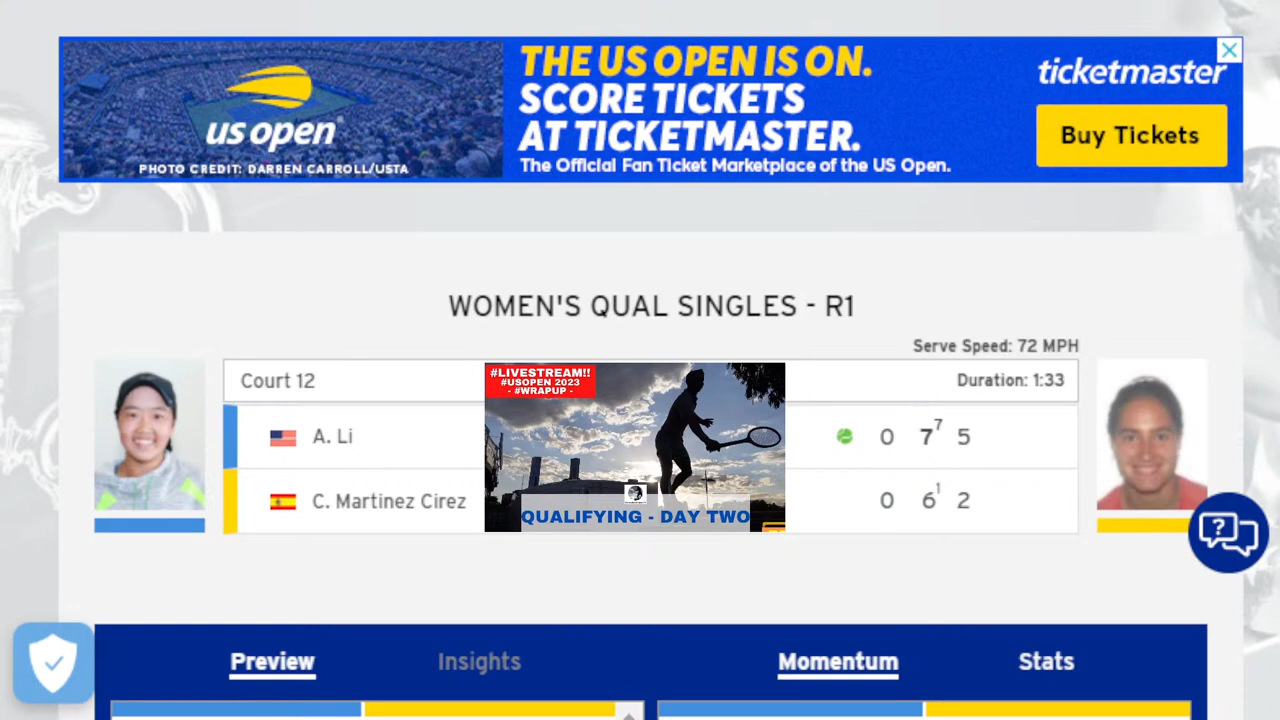 THE US OPEN IS ON.
SCORE TICKETS
AT TICKETMASTER.
The Official Fan Ticket Marketplace of the US Open.
us open
PHOTO CREDIT: DARREN CARROLL/USTA
ticketmaster
Buy Tickets
WOMEN'S QUAL SINGLES - R1
Serve Speed: 72 MPH
Court 12
Duration: 1:33
A. Li 0 7 7 5
C. Martinez Cirez 0 6 1 2
#LIVESTREAM!!
#USOPEN 2023
- #WRAPUP -
QUALIFYING - DAY TWO
Preview Insights Momentum Stats